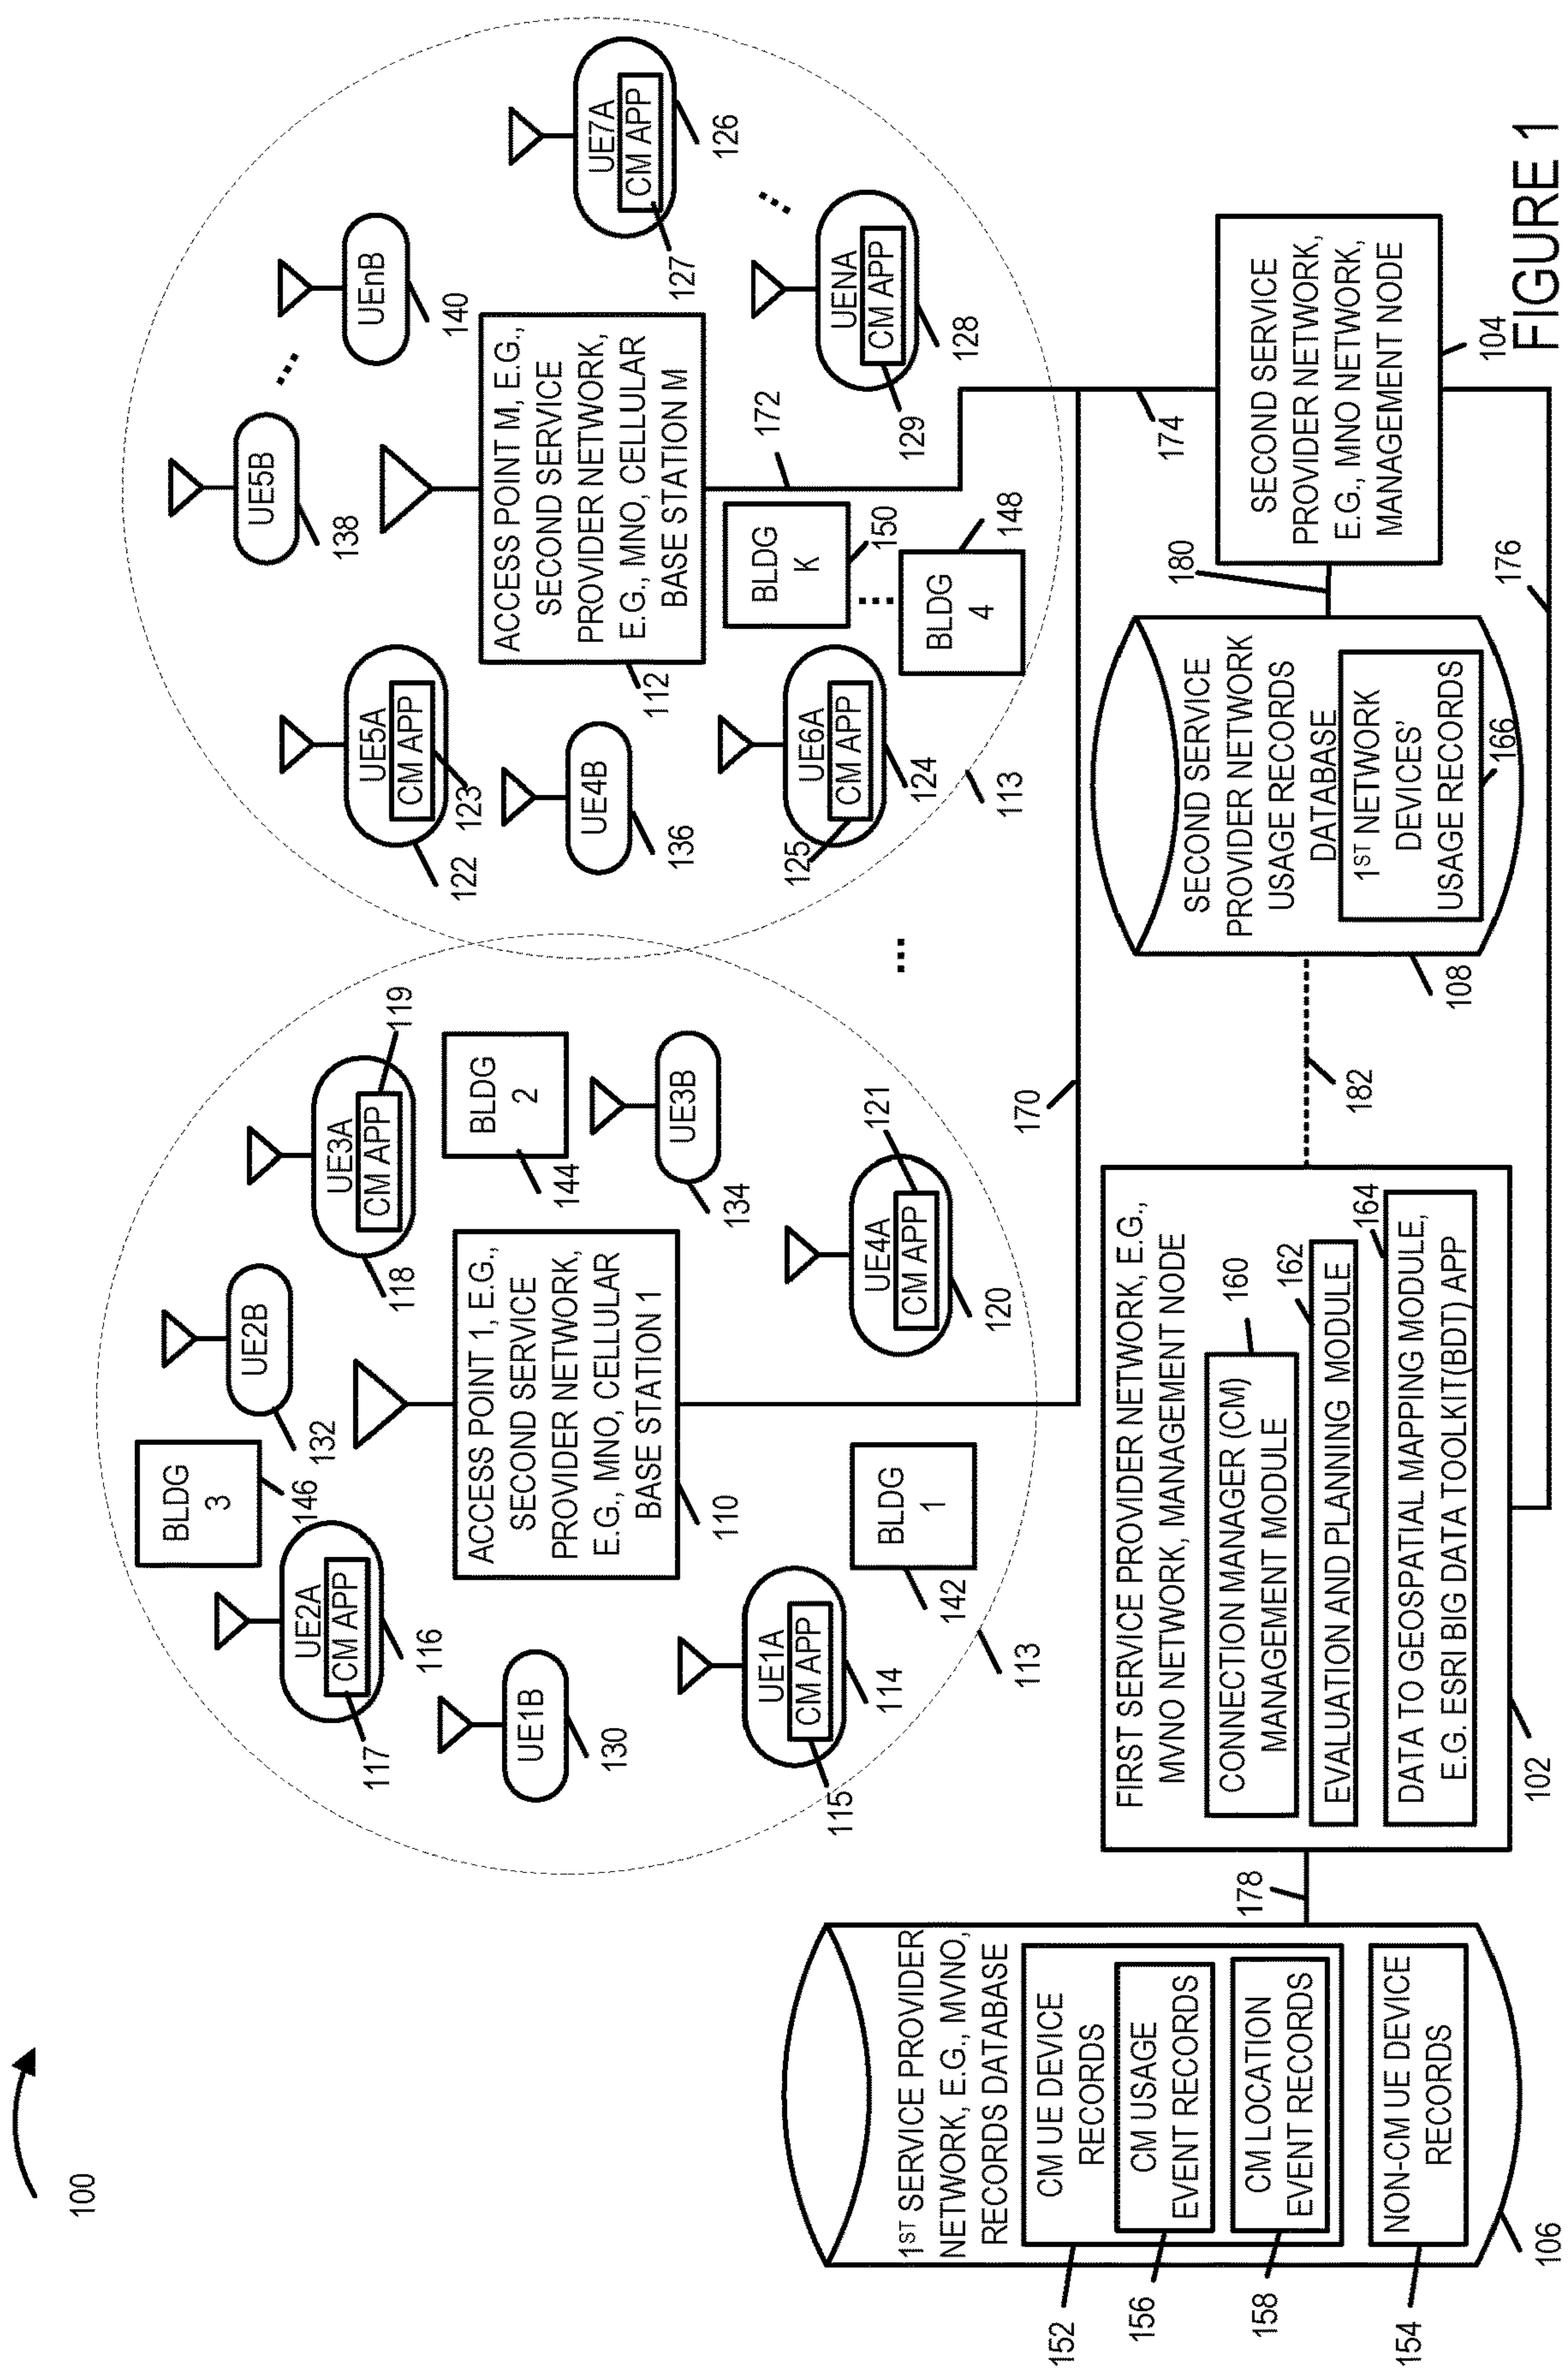 100
BLDG
3
146
UE2A
CM APP
116
117
UE2B
132
UE3A
CM APP
118
119
UE1B
130
ACCESS POINT 1, E.G.,
SECOND SERVICE
PROVIDER NETWORK,
E.G., MNO, CELLULAR
BASE STATION 1
110
BLDG
2
144
UE3B
134
UE1A
CM APP
114
115
BLDG
1
142
UE4A
CM APP
120
121
113
...
UE5B
138
...
UEnB
140
UE5A
CM APP
123
122
UE4B
136
ACCESS POINT M, E.G.,
SECOND SERVICE
PROVIDER NETWORK,
E.G., MNO, CELLULAR
BASE STATION M
112
UE7A
CM APP
126
127
...
UE6A
CM APP
124
125
BLDG
K
150
...
BLDG
4
148
UENA
CM APP
128
129
113
172
170
174
1ST SERVICE PROVIDER
NETWORK, E.G., MVNO,
RECORDS DATABASE
CM UE DEVICE
RECORDS
CM USAGE
EVENT RECORDS
CM LOCATION
EVENT RECORDS
NON-CM UE DEVICE
RECORDS
152
156
158
154
106
178
FIRST SERVICE PROVIDER NETWORK, E.G.,
MVNO NETWORK, MANAGEMENT NODE
CONNECTION MANAGER (CM)
MANAGEMENT MODULE
160
EVALUATION AND PLANNING MODULE
162
DATA TO GEOSPATIAL MAPPING MODULE,
E.G. ESRI BIG DATA TOOLKIT(BDT) APP
164
102
182
SECOND SERVICE
PROVIDER NETWORK
USAGE RECORDS
DATABASE
1ST NETWORK
DEVICES'
USAGE RECORDS
166
108
180
SECOND SERVICE
PROVIDER NETWORK,
E.G., MNO NETWORK,
MANAGEMENT NODE
104
176
FIGURE 1